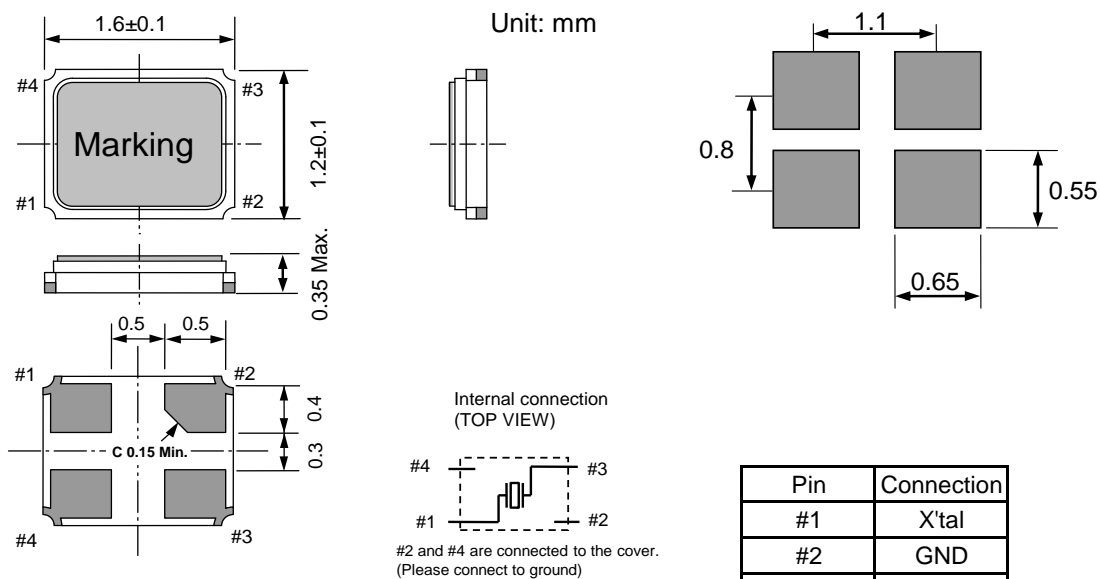 1.6±0.1
Unit: mm
1.1
#4
#3
Marking
1.2±0.1
#1
#2
0.8
0.55
0.65
0.35 Max.
0.5
0.5
#1
#2
0.4
C 0.15 Min.
0.3
#4
#3
Internal connection
(TOP VIEW)
#4
#3
#1
#2
#2 and #4 are connected to the cover.
(Please connect to ground)
Pin Connection
#1 X'tal
#2 GND